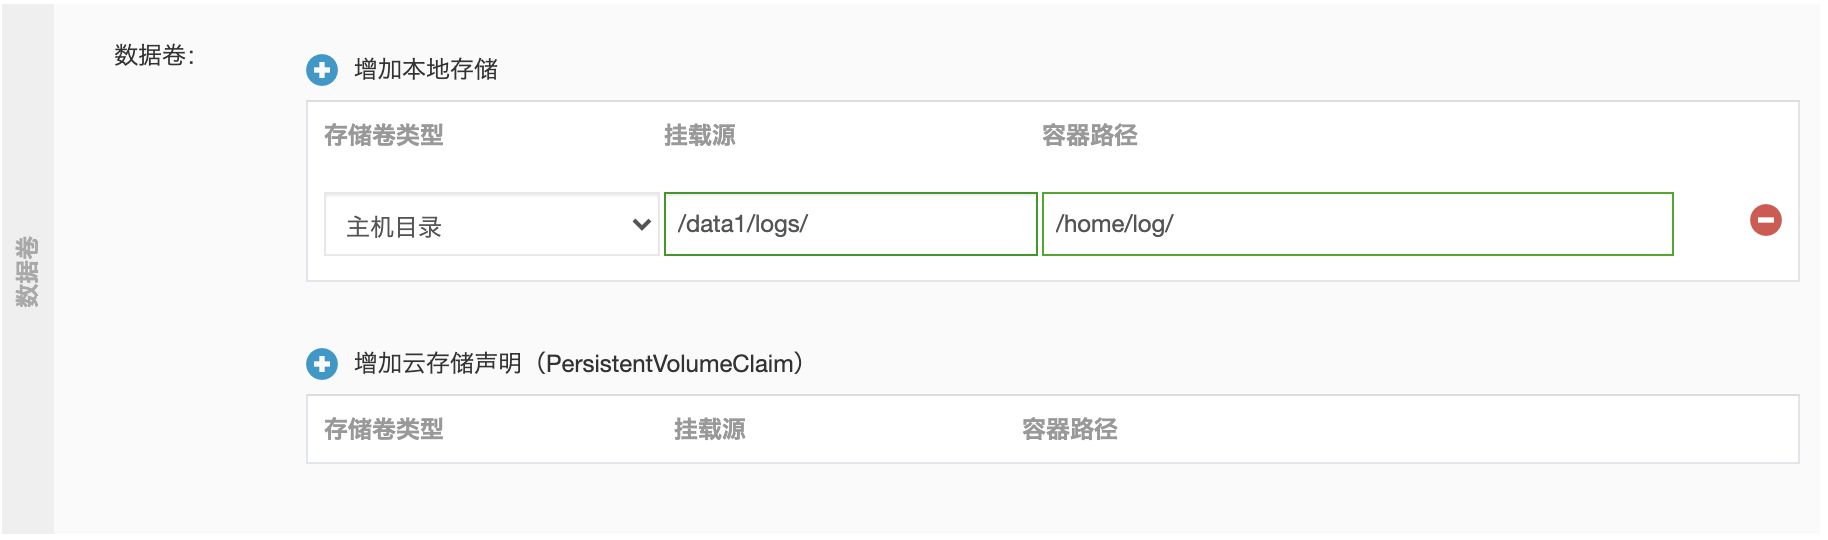 数据卷
数据卷：
增加本地存储
存储卷类型 挂载源 容器路径
主机目录 /data1/logs/ /home/log/
增加云存储声明（PersistentVolumeClaim）
存储卷类型 挂载源 容器路径